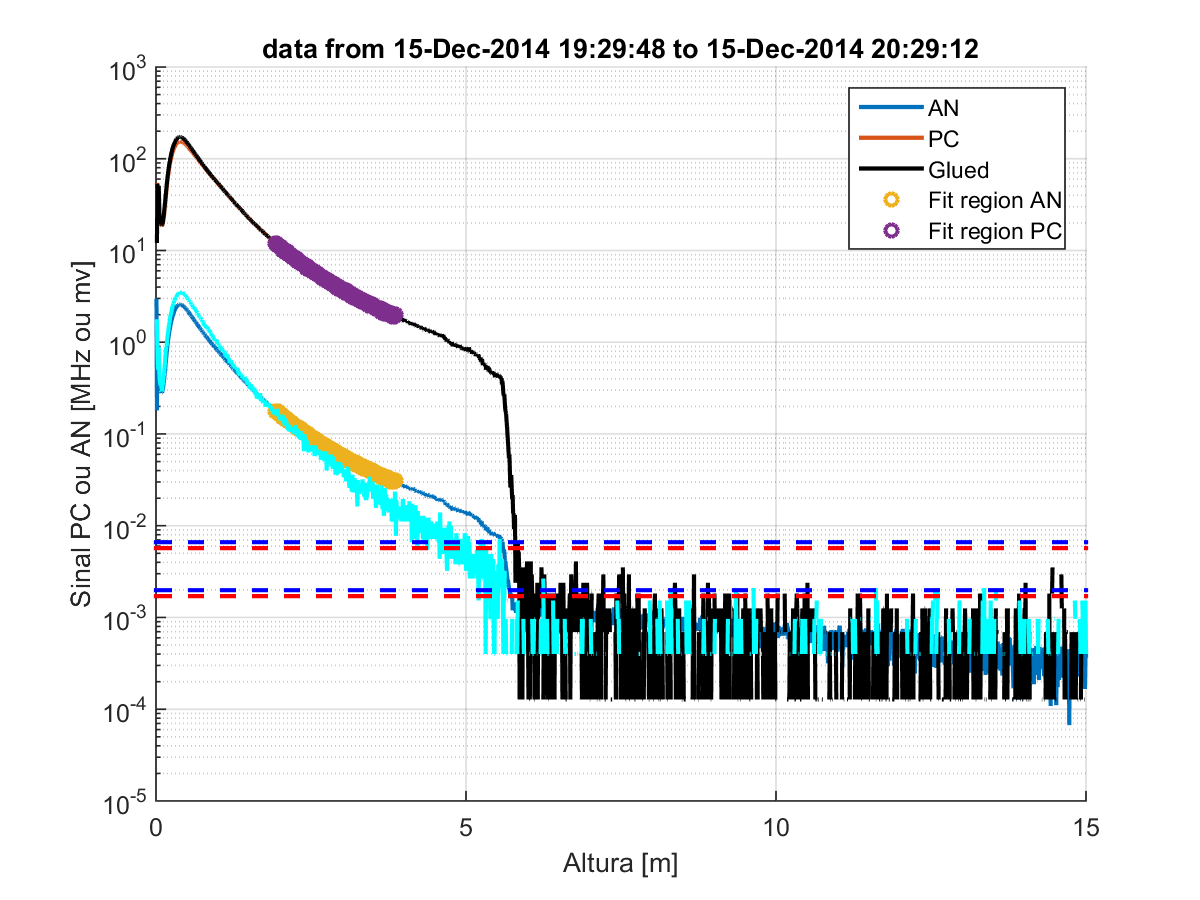 data from 15-Dec-2014 19:29:48 to 15-Dec-2014 20:29:12
10^3
10^2
10^1
10^0
10^-1
10^-2
10^-3
10^-4
10^-5
Sinal PC ou AN [MHz ou mv]
AN
PC
Glued
Fit region AN
Fit region PC
0
5
10
15
Altura [m]